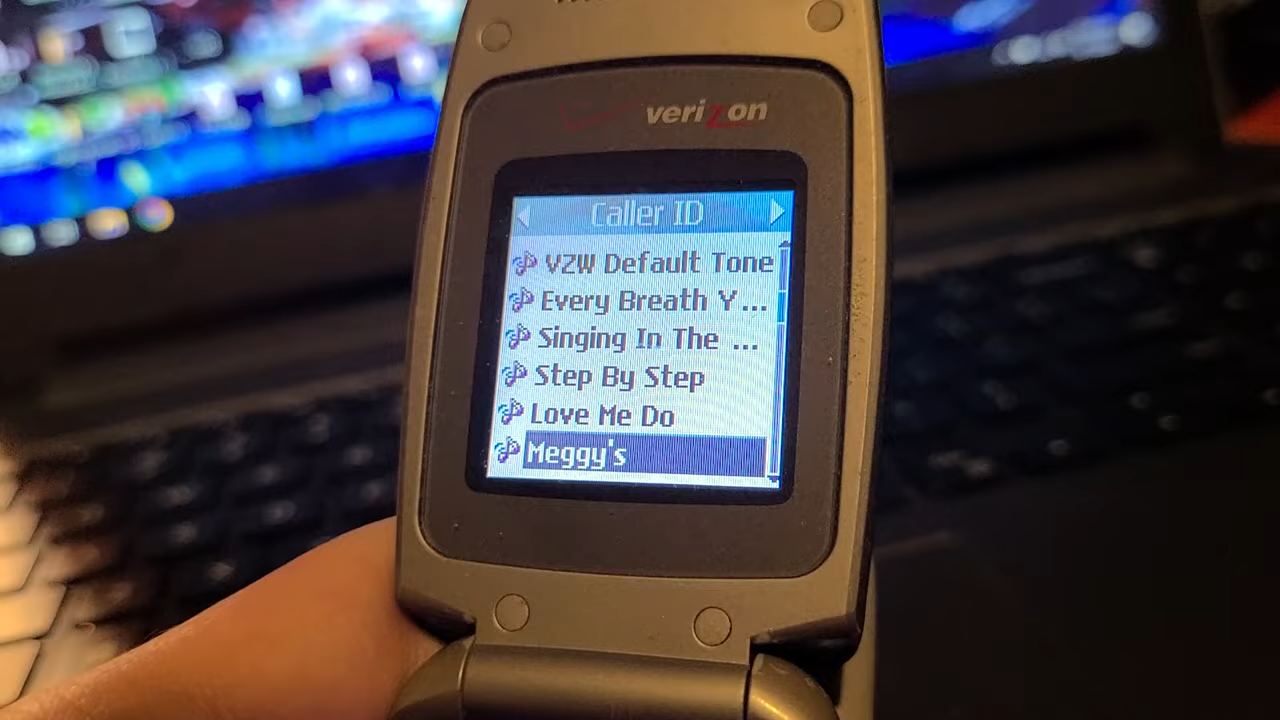 verizon
Caller ID
VZW Default Tone
Every Breath Y...
Singing In The ...
Step By Step
Love Me Do
Meggy's